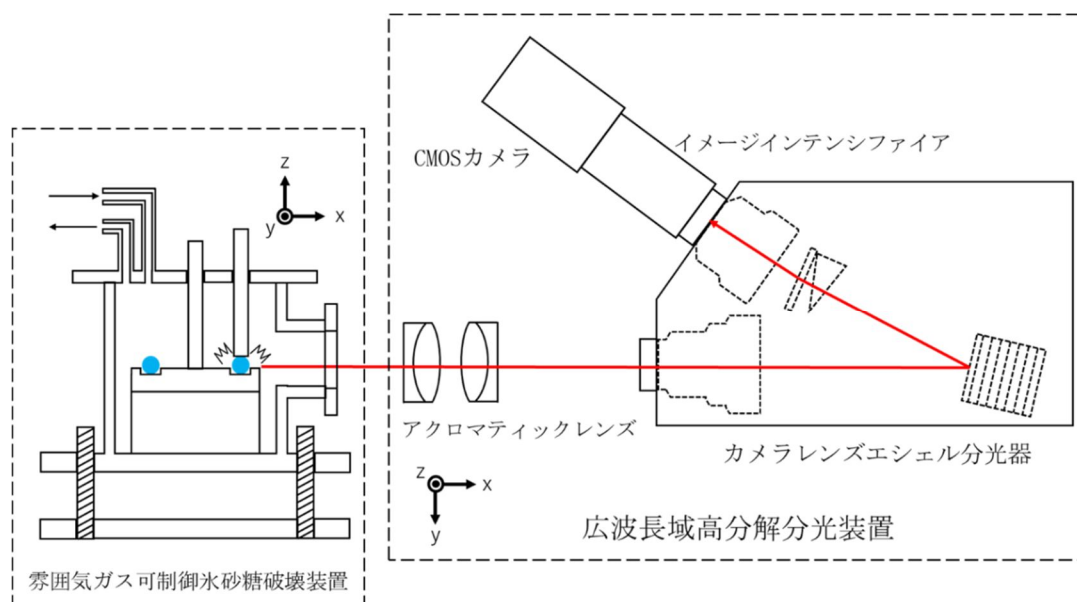 CMOSカメラ
イメージインテンシファイア
z
x
y
アクロマティックレンズ
カメラレンズエシェル分光器
z
x
y
広波長域高分解分光装置
雰囲気ガス可制御氷砂糖破壊装置